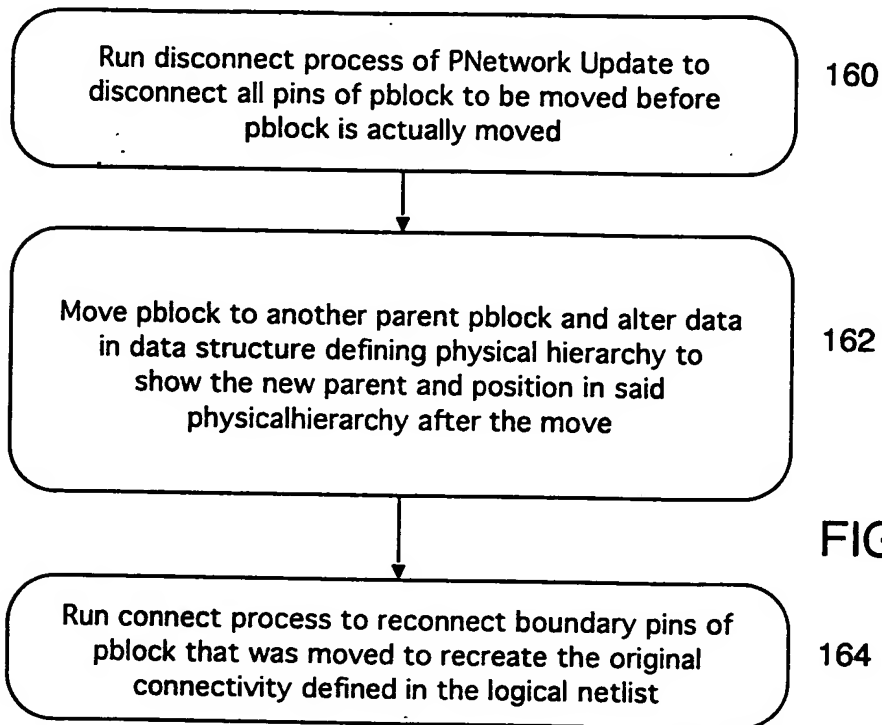 Run disconnect process of PNetwork Update to
disconnect all pins of pblock to be moved before
pblock is actually moved
160
Move pblock to another parent pblock and alter data
in data structure defining physical hierarchy to
show the new parent and position in said
physicalhierarchy after the move
162
FIG
Run connect process to reconnect boundary pins of
pblock that was moved to recreate the original
connectivity defined in the logical netlist
164